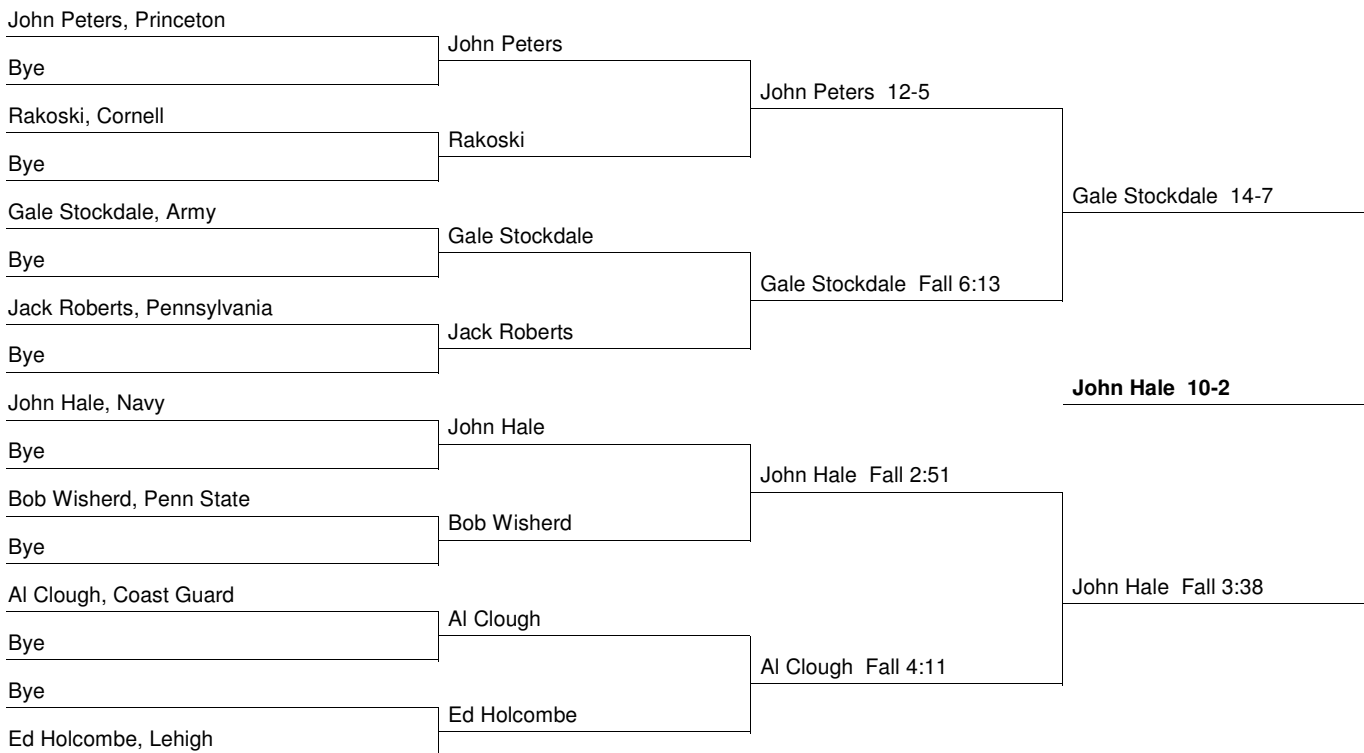 John Peters, Princeton
Bye
Rakoski, Cornell
Bye
Gale Stockdale, Army
Bye
Jack Roberts, Pennsylvania
Bye
John Hale, Navy
Bye
Bob Wisherd, Penn State
Bye
Al Clough, Coast Guard
Bye
Bye
Ed Holcombe, Lehigh
John Peters
Rakoski
Gale Stockdale
Jack Roberts
John Hale
Bob Wisherd
Al Clough
Ed Holcombe
John Peters 12-5
Gale Stockdale Fall 6:13
John Hale Fall 2:51
Al Clough Fall 4:11
Gale Stockdale 14-7
John Hale 10-2
John Hale Fall 3:38